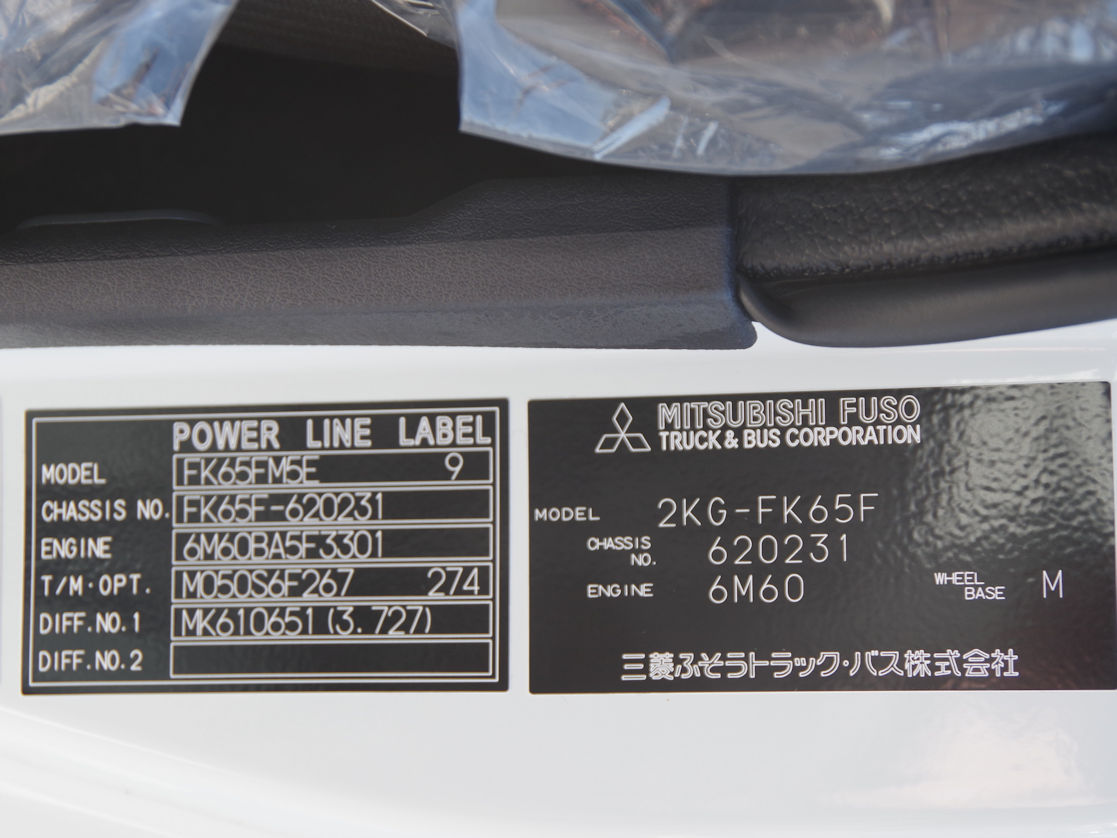 POWER LINE LABEL
MODEL FK65FM5E 9
CHASSIS NO. FK65F-620231
ENGINE 6M60BA5F3301
T/M·OPT. M050S6F267 274
DIFF.NO.1 MK610651 (3.727)
DIFF.NO.2
MITSUBISHI FUSO
TRUCK & BUS CORPORATION
MODEL 2KG-FK65F
CHASSIS NO. 620231
ENGINE 6M60 WHEEL BASE M
三菱ふそうトラック・バス株式会社